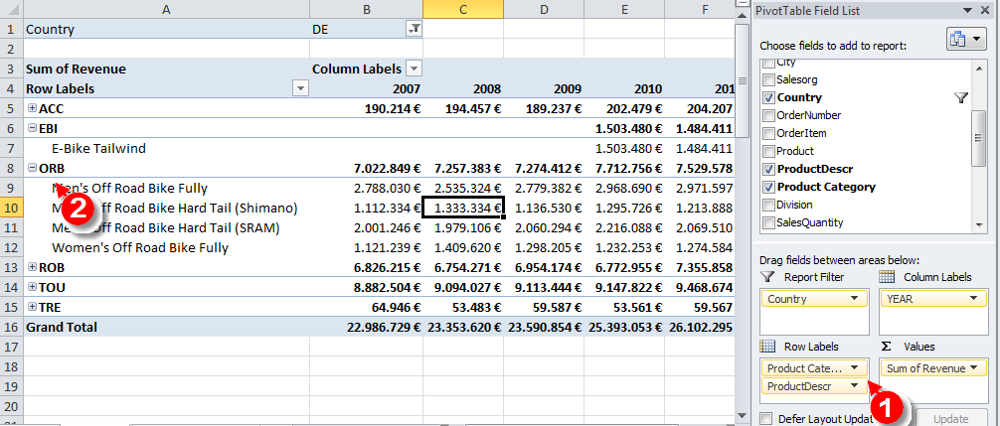 A B C D E F
1 Country DE
2
3 Sum of Revenue Column Labels
4 Row Labels 2007 2008 2009 2010 201
5 ACC 190.214 € 194.457 € 189.237 € 202.479 € 204.207
6 EBI 1.503.480 € 1.484.411
7 E-Bike Tailwind 1.503.480 € 1.484.411
8 ORB 7.022.849 € 7.257.383 € 7.274.412 € 7.712.756 € 7.529.578
9 Men's Off Road Bike Fully 2.788.030 € 2.535.324 € 2.779.382 € 2.968.690 € 2.971.597
10 Off Road Bike Hard Tail (Shimano) 1.112.334 € 1.333.334 € 1.136.530 € 1.295.726 € 1.213.888
11 Off Road Bike Hard Tail (SRAM) 2.001.246 € 1.979.106 € 2.060.294 € 2.216.088 € 2.069.510
12 Women's Off Road Bike Fully 1.121.239 € 1.409.620 € 1.298.205 € 1.232.253 € 1.274.584
13 ROB 6.826.215 € 6.754.271 € 6.954.174 € 6.772.955 € 7.355.858
14 TOU 8.882.504 € 9.094.027 € 9.113.444 € 9.147.822 € 9.468.674
15 TRE 64.946 € 53.483 € 59.587 € 53.561 € 59.567
16 Grand Total 22.986.729 € 23.353.620 € 23.590.854 € 25.393.053 € 26.102.295
17
18
19
20
2
PivotTable Field List
Choose fields to add to report:
City
Salesorg
Country
OrderNumber
OrderItem
Product
ProductDescr
Product Category
Division
SalesQuantity
Drag fields between areas below:
Report Filter Column Labels
Country YEAR
Row Labels Σ Values
Product Cate... Sum of Revenue
ProductDescr
1
Defer Layout Updat Update